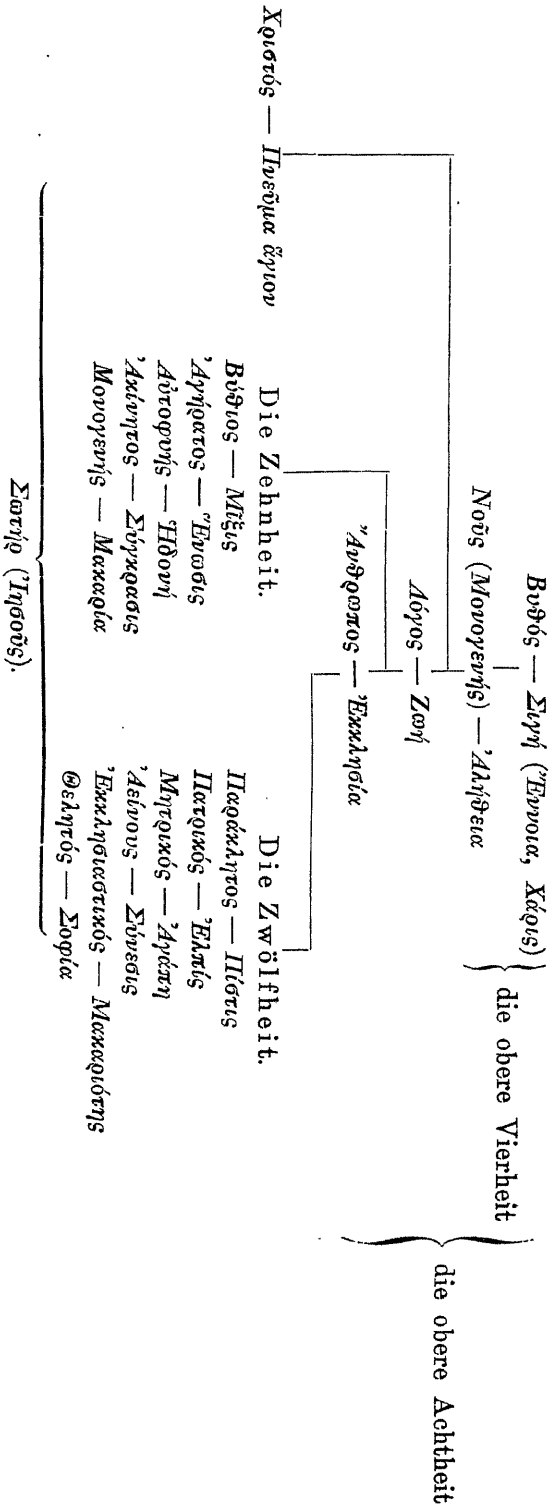 Βυθός — Σιγή (Ἔννοια, Χάρις)
Νοῦς (Μονογενής) — Ἀλήθεια
die obere Vierheit
Λόγος — Ζωή
Ἄνθρωπος — Ἐκκλησία
die obere Achtheit
Χριστός — Πνεῦμα ἅγιον
Die Zehnheit.
Βύθιος — Μῖξις
Ἀγήρατος — Ἕνωσις
Αὐτοφυής — Ἡδονή
Ἀκίνητος — Σύγκρασις
Μονογενής — Μακαρία
Die Zwölfheit.
Παράκλητος — Πίστις
Πατρικός — Ἐλπίς
Μητρικός — Ἀγάπη
Ἀείνους — Σύνεσις
Ἐκκλησιαστικός — Μακαριότης
Θελητός — Σοφία
Σωτήρ (Ἰησοῦς).